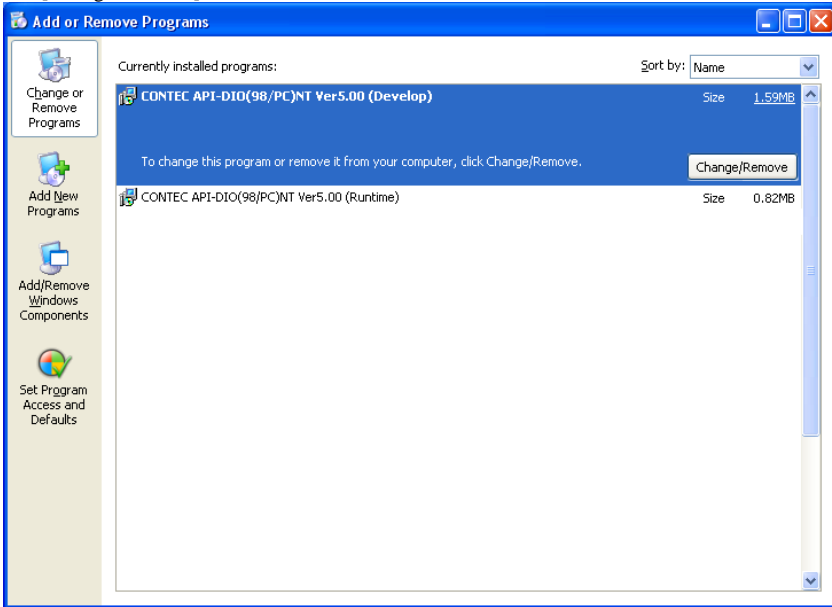 Add or Remove Programs
Change or
Remove
Programs
Add New
Programs
Add/Remove
Windows
Components
Set Program
Access and
Defaults
Currently installed programs:
Sort by: Name
CONTEC API-DIO(98/PC)NT Ver5.00 (Develop) Size 1.59MB
To change this program or remove it from your computer, click Change/Remove. Change/Remove
CONTEC API-DIO(98/PC)NT Ver5.00 (Runtime) Size 0.82MB